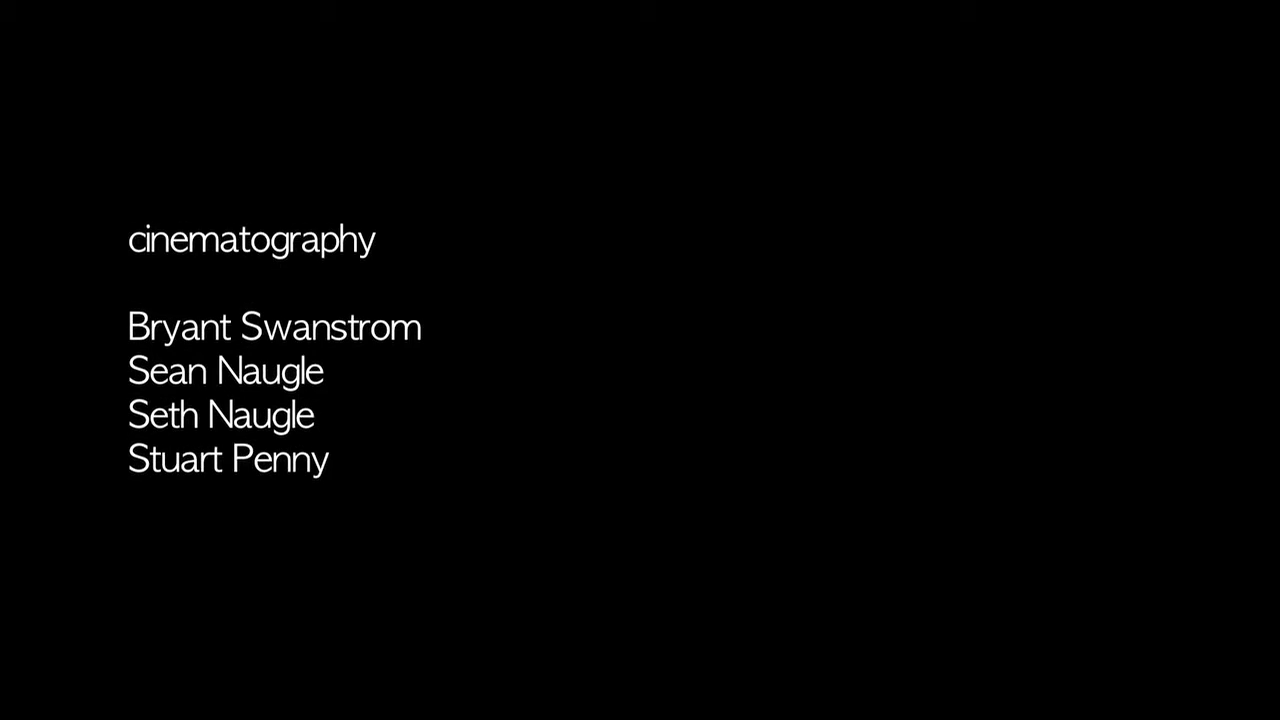 cinematography
Bryant Swanstrom
Sean Naugle
Seth Naugle
Stuart Penny